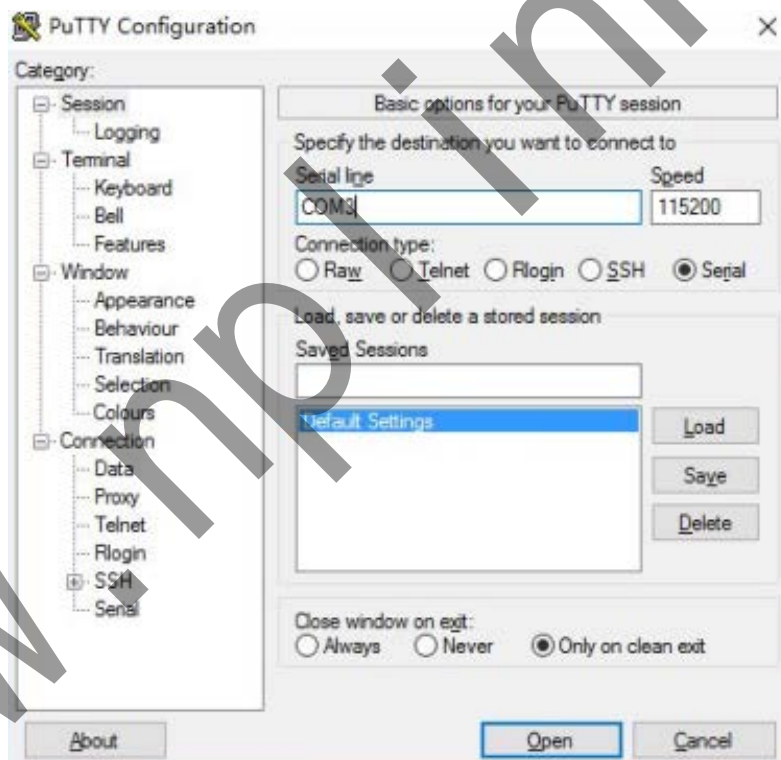 PuTTY Configuration
Category:
Session
Logging
Terminal
Keyboard
Bell
Features
Window
Appearance
Behaviour
Translation
Selection
Colours
Connection
Data
Proxy
Telnet
Rlogin
SSH
Serial
Basic options for your PuTTY session
Specify the destination you want to connect to
Serial line Speed
COM3 115200
Connection type:
Raw Telnet Rlogin SSH Serial
Load, save or delete a stored session
Saved Sessions
Default Settings
Load
Save
Delete
Close window on exit:
Always Never Only on clean exit
About Open Cancel